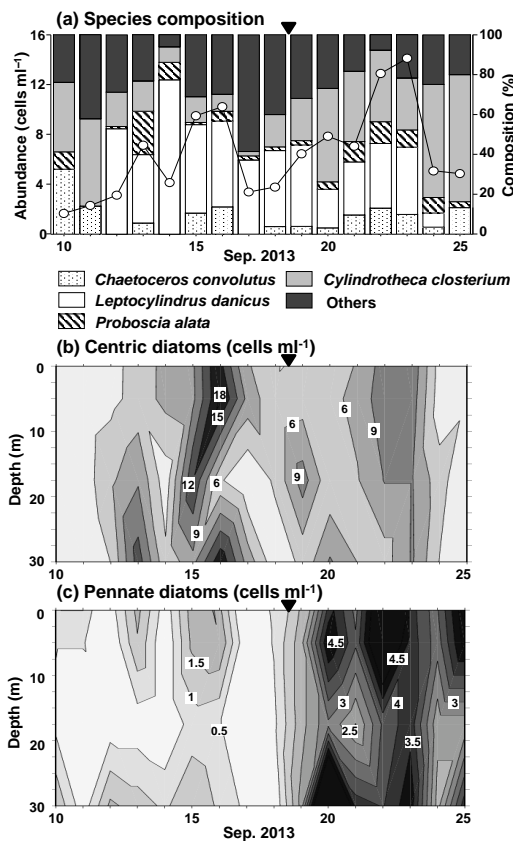 (a) Species composition
16
12
8
4
0
Abundance (cells ml⁻¹)
100
80
60
40
20
0
Composition (%)
10 15 20 25
Sep. 2013
Chaetoceros convolutus
Cylindrotheca closterium
Leptocylindrus danicus
Others
Proboscia alata
(b) Centric diatoms (cells ml⁻¹)
0
10
20
30
Depth (m)
18
15
6
6
9
12
6
9
9
10 15 20 25
(c) Pennate diatoms (cells ml⁻¹)
0
10
20
30
Depth (m)
4.5
1.5
4.5
1
3
4
3
0.5
2.5
3.5
10 15 20 25
Sep. 2013